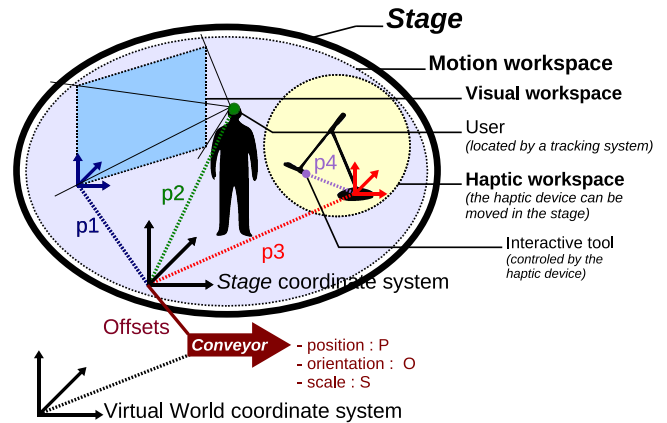 Stage
Motion workspace
Visual workspace
User
(located by a tracking system)
p4
p2
Haptic workspace
(the haptic device can be
moved in the stage)
p1
p3
Interactive tool
(controled by the
haptic device)
Stage coordinate system
Offsets
Conveyor
- position : P
- orientation : O
- scale : S
Virtual World coordinate system